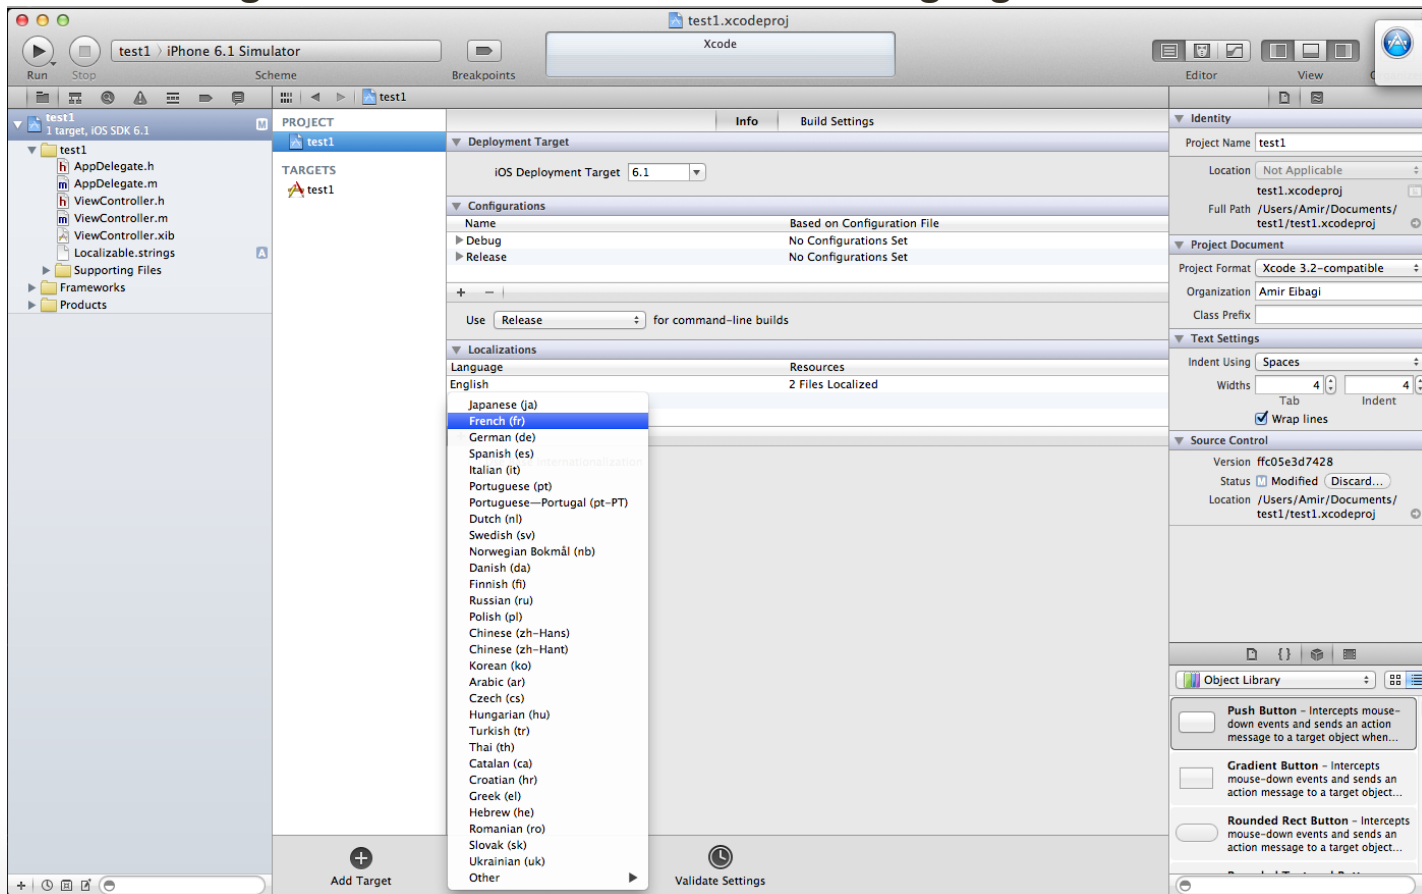 test1.xcodeproj
test1 › iPhone 6.1 Simulator
Xcode
Run
Stop
Scheme
Breakpoints
Editor
View
test1
test1
1 target, iOS SDK 6.1
M
test1
h AppDelegate.h
m AppDelegate.m
h ViewController.h
m ViewController.m
ViewController.xib
Localizable.strings
A
Supporting Files
Frameworks
Products
PROJECT
test1
TARGETS
test1
Info
Build Settings
Deployment Target
iOS Deployment Target 6.1
Configurations
Name
Based on Configuration File
Debug
No Configurations Set
Release
No Configurations Set
+ −
Use Release for command-line builds
Localizations
Language
Resources
English
2 Files Localized
Japanese (ja)
French (fr)
German (de)
Spanish (es)
Italian (it)
Portuguese (pt)
Portuguese—Portugal (pt-PT)
Dutch (nl)
Swedish (sv)
Norwegian Bokmål (nb)
Danish (da)
Finnish (fi)
Russian (ru)
Polish (pl)
Chinese (zh-Hans)
Chinese (zh-Hant)
Korean (ko)
Arabic (ar)
Czech (cs)
Hungarian (hu)
Turkish (tr)
Thai (th)
Catalan (ca)
Croatian (hr)
Greek (el)
Hebrew (he)
Romanian (ro)
Slovak (sk)
Ukrainian (uk)
Other
Add Target
Validate Settings
Identity
Project Name test1
Location Not Applicable
test1.xcodeproj
Full Path /Users/Amir/Documents/
test1/test1.xcodeproj
Project Document
Project Format Xcode 3.2-compatible
Organization Amir Eibagi
Class Prefix
Text Settings
Indent Using Spaces
Widths 4 4
Tab Indent
Wrap lines
Source Control
Version ffc05e3d7428
Status M Modified Discard...
Location /Users/Amir/Documents/
test1/test1.xcodeproj
{}
Object Library
Push Button – Intercepts mouse-
down events and sends an action
message to a target object when...
Gradient Button – Intercepts
mouse-down events and sends an
action message to a target object...
Rounded Rect Button – Intercepts
mouse-down events and sends an
action message to a target object...